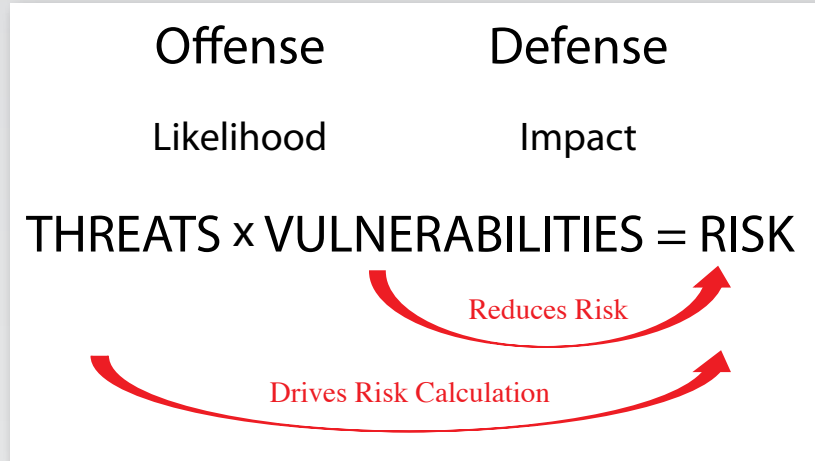 Offense Defense
Likelihood Impact
THREATS x VULNERABILITIES = RISK
Reduces Risk
Drives Risk Calculation